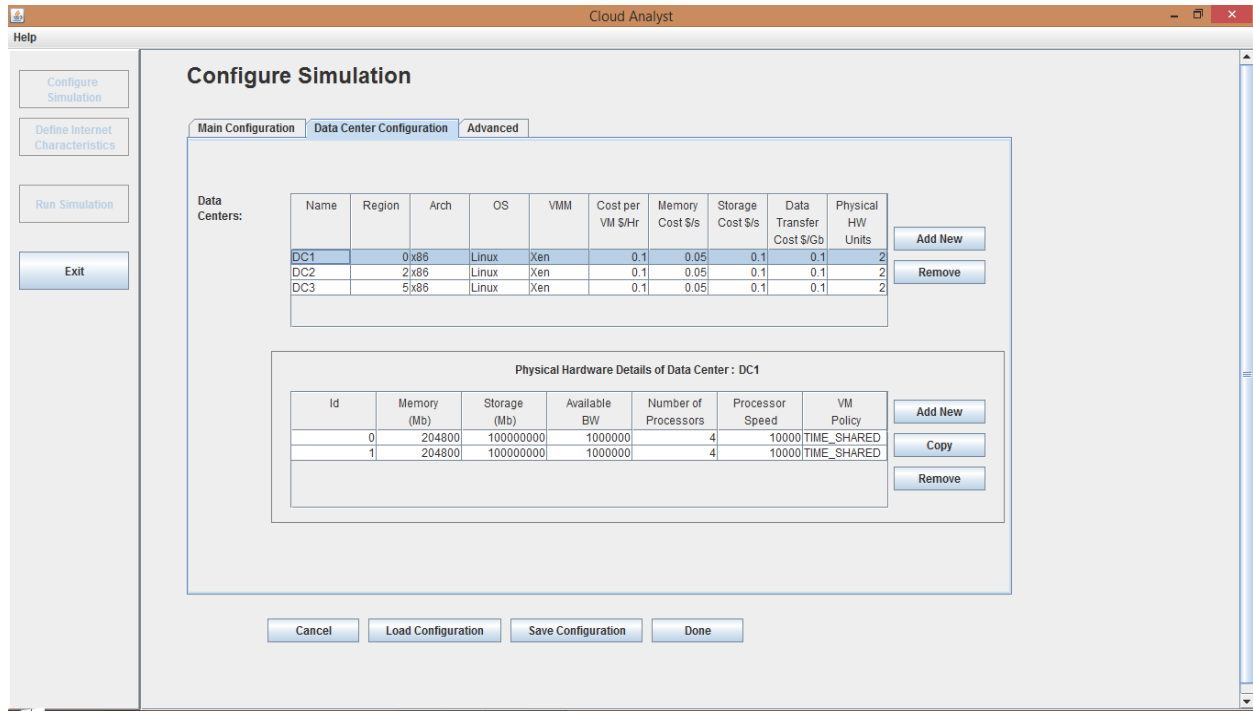 Cloud Analyst
Help
Configure Simulation
Define Internet Characteristics
Run Simulation
Exit
Configure Simulation
Main Configuration Data Center Configuration Advanced
Data Centers:
Name Region Arch OS VMM Cost per VM $/Hr Memory Cost $/s Storage Cost $/s Data Transfer Cost $/Gb Physical HW Units
DC1 0 x86 Linux Xen 0.1 0.05 0.1 0.1 2
DC2 2 x86 Linux Xen 0.1 0.05 0.1 0.1 2
DC3 5 x86 Linux Xen 0.1 0.05 0.1 0.1 2
Add New
Remove
Physical Hardware Details of Data Center : DC1
Id Memory (Mb) Storage (Mb) Available BW Number of Processors Processor Speed VM Policy
0 204800 100000000 1000000 4 10000 TIME_SHARED
1 204800 100000000 1000000 4 10000 TIME_SHARED
Add New
Copy
Remove
Cancel Load Configuration Save Configuration Done